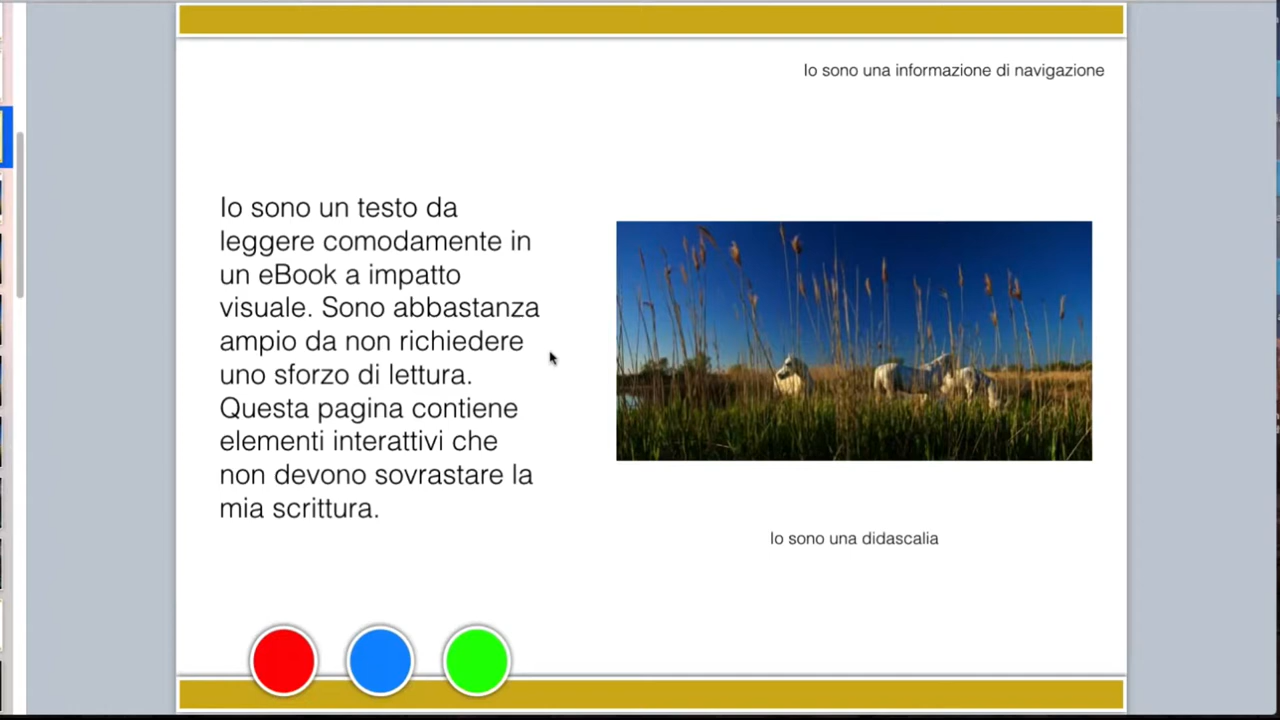 Io sono una informazione di navigazione
Io sono un testo da
leggere comodamente in
un eBook a impatto
visuale. Sono abbastanza
ampio da non richiedere
uno sforzo di lettura.
Questa pagina contiene
elementi interattivi che
non devono sovrastare la
mia scrittura.
Io sono una didascalia